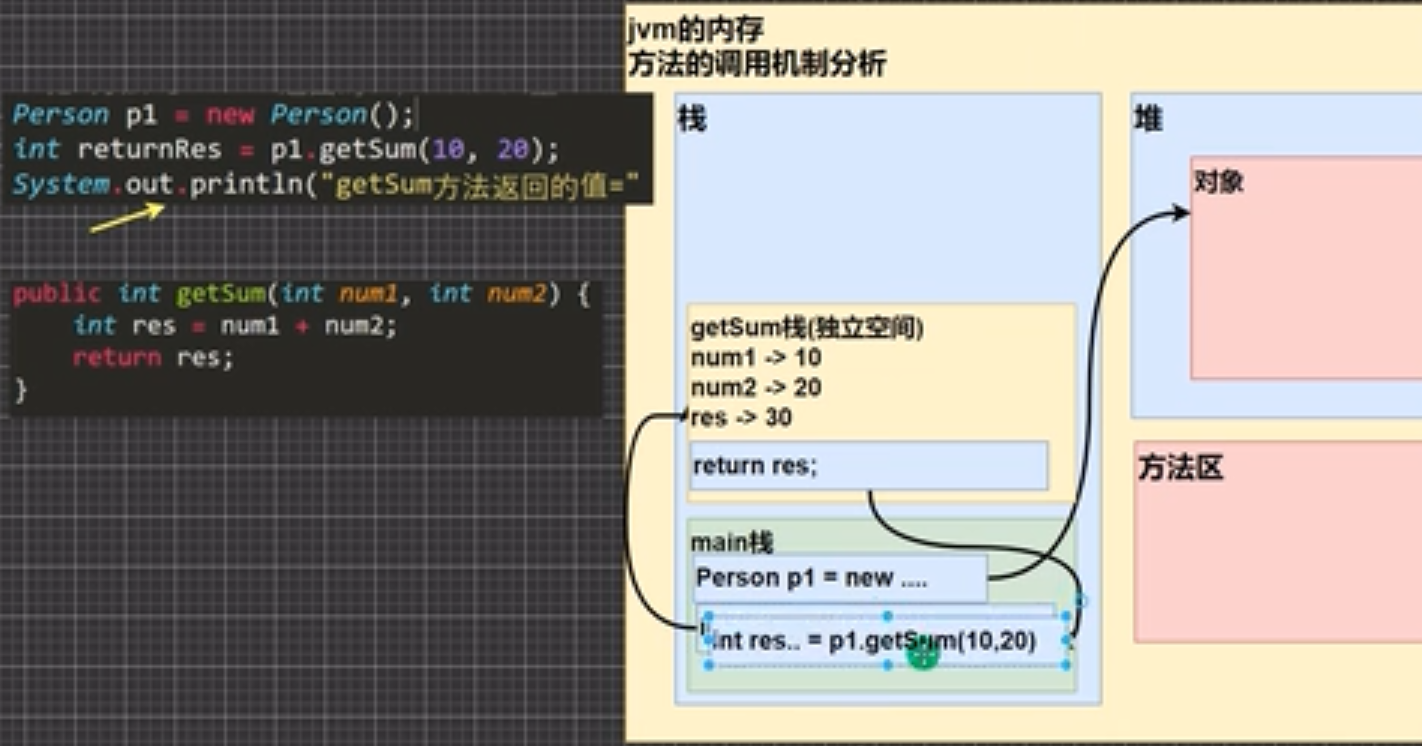 Person p1 = new Person();
int returnRes = p1.getSum(10, 20);
System.out.println("getSum方法返回的值="
public int getSum(int num1, int num2) {
int res = num1 + num2;
return res;
}
jvm的内存
方法的调用机制分析
栈
getSum栈(独立空间)
num1 -> 10
num2 -> 20
res -> 30
return res;
main栈
Person p1 = new ....
int res.. = p1.getSum(10,20)
堆
对象
方法区